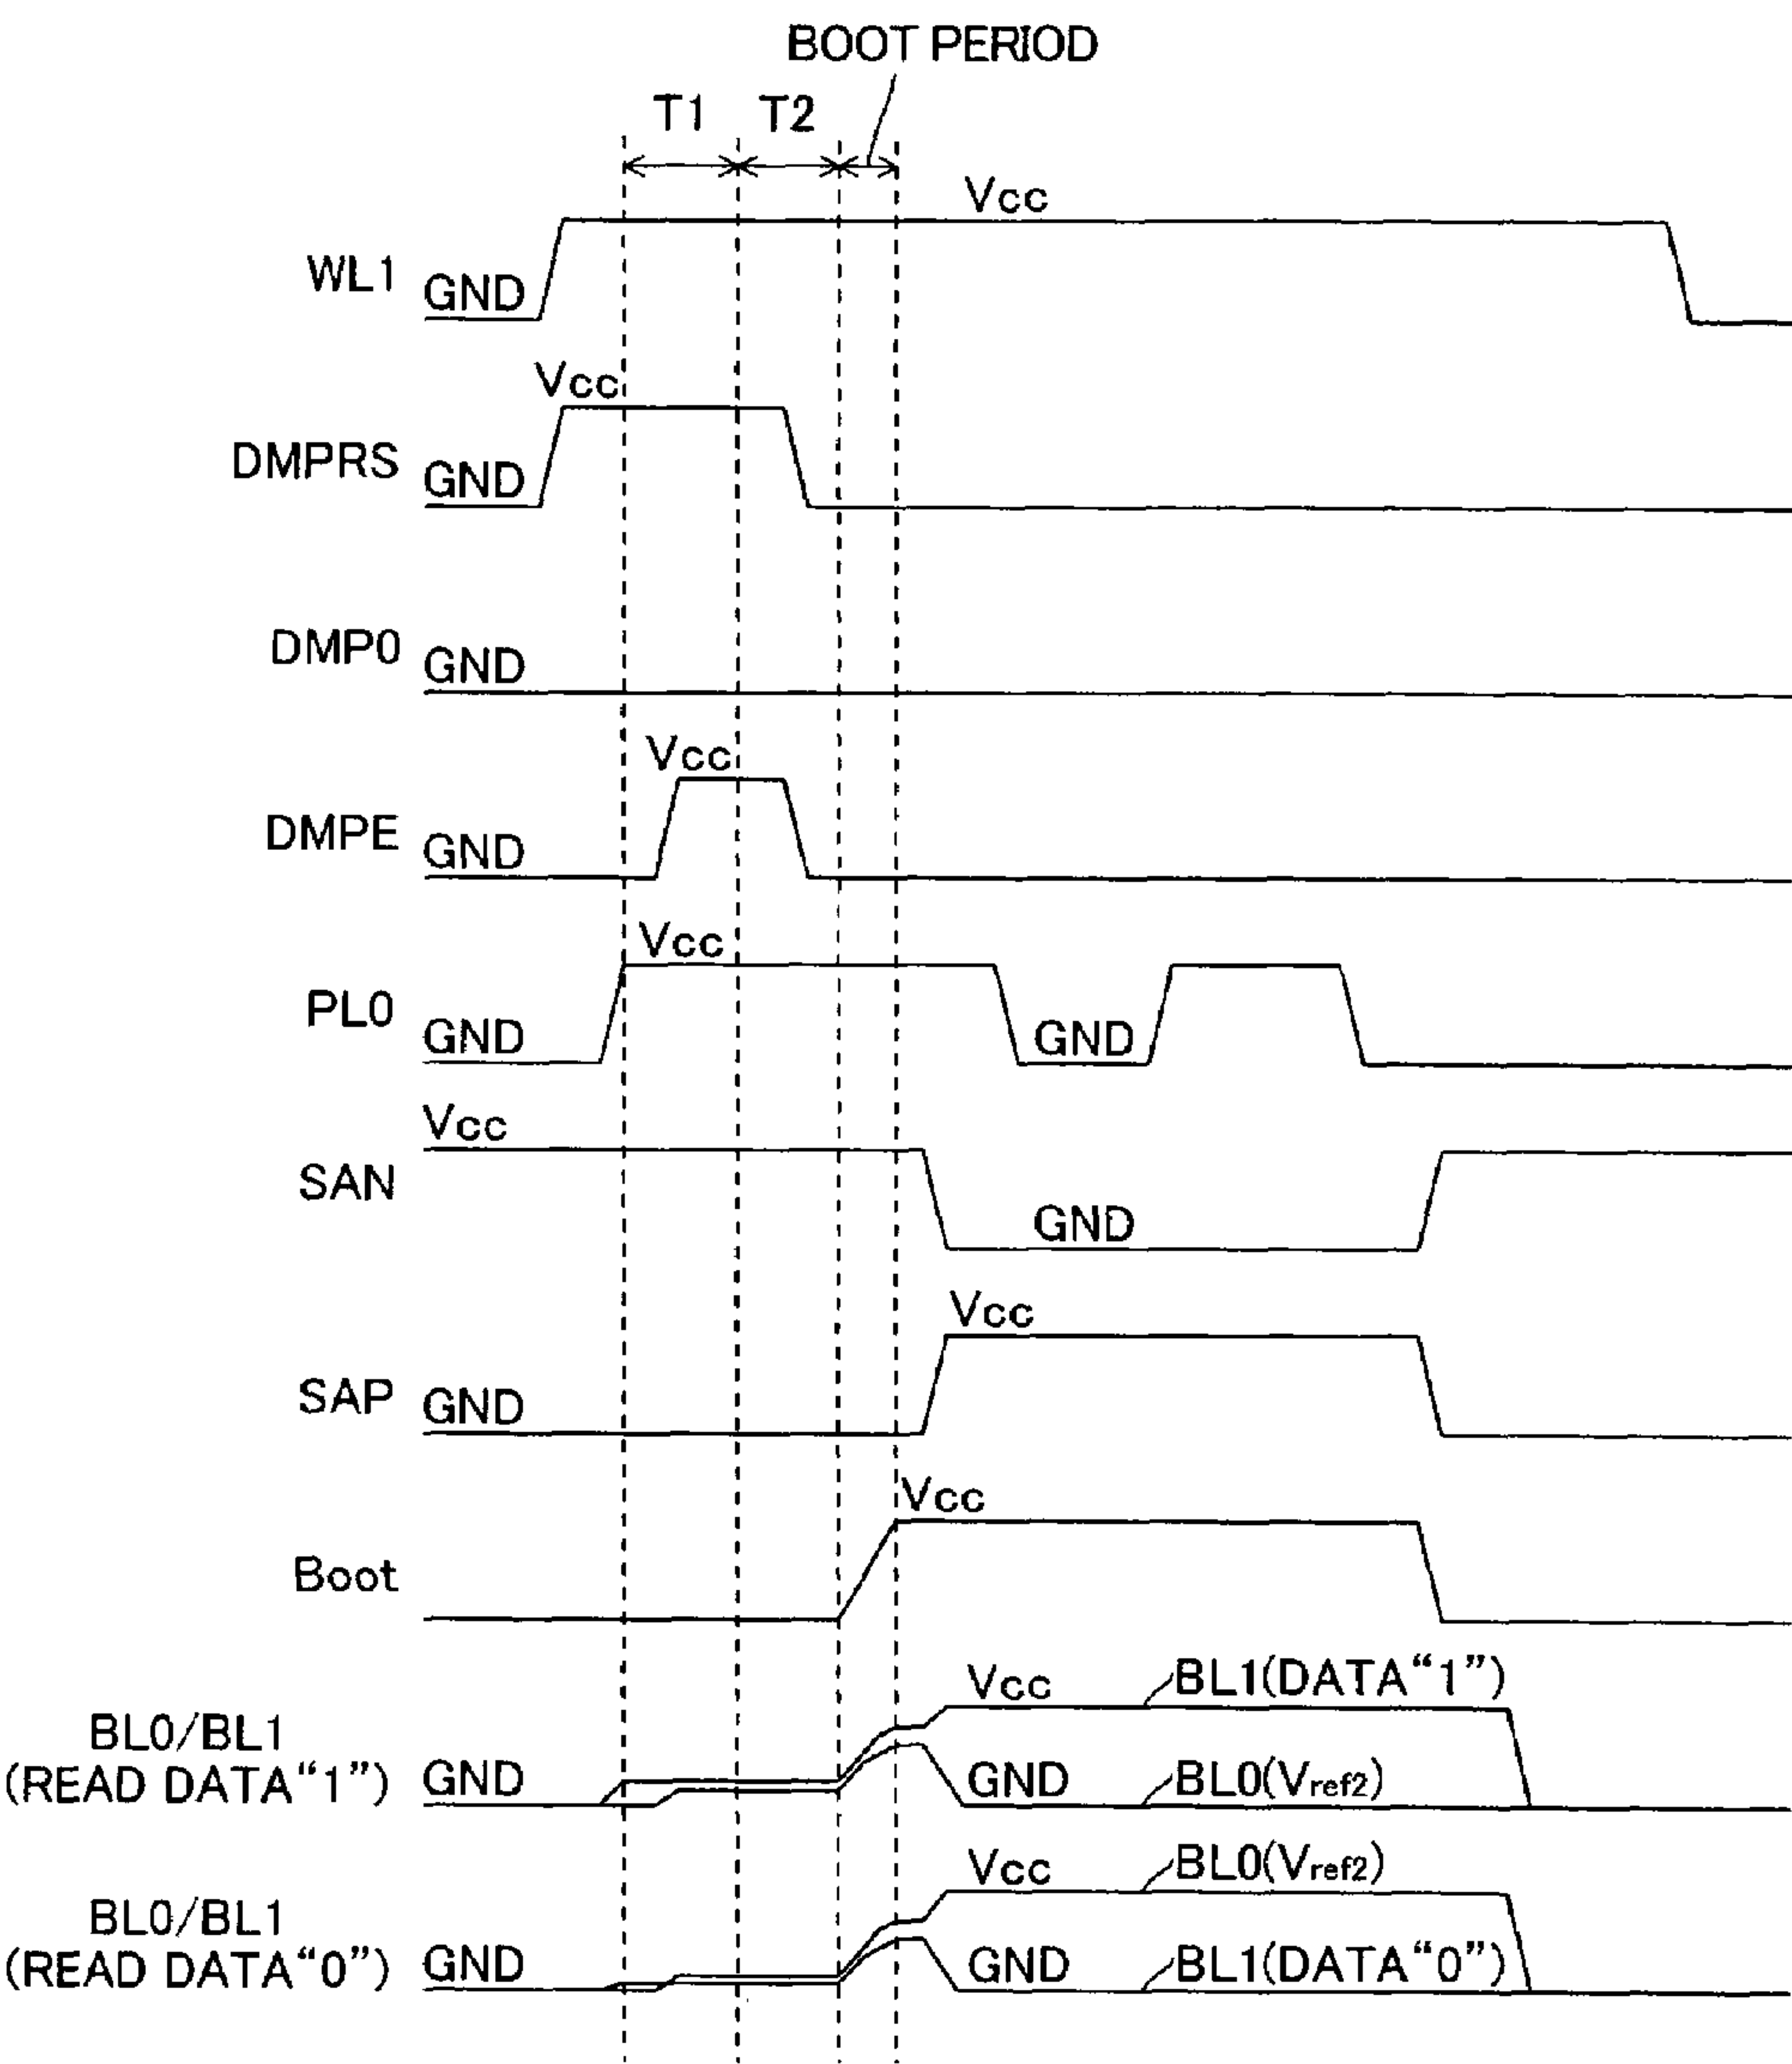 BOOT PERIOD
T1 T2
Vcc
WL1 GND
Vcc
DMPRS GND
DMP0 GND
Vcc
DMPE GND
Vcc
PL0 GND GND
Vcc
SAN
GND
Vcc
SAP GND
Vcc
Boot
Vcc BL1(DATA“1”)
BL0/BL1
(READ DATA“1”) GND GND BL0(Vref2)
Vcc BL0(Vref2)
BL0/BL1
(READ DATA“0”) GND GND BL1(DATA“0”)